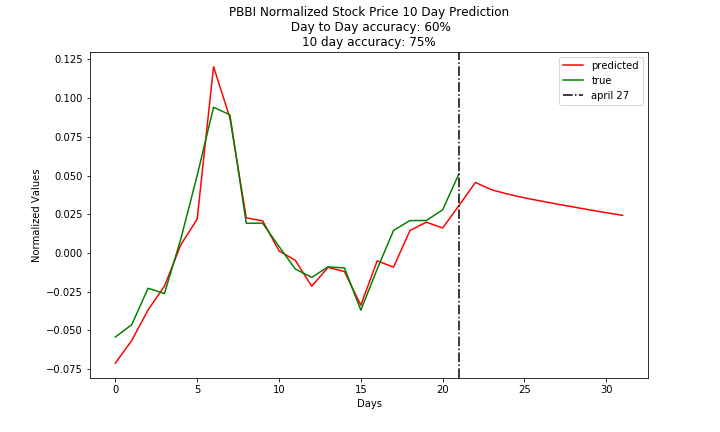 PBBI Normalized Stock Price 10 Day Prediction
Day to Day accuracy: 60%
10 day accuracy: 75%
predicted
true
april 27
Normalized Values
0.125
0.100
0.075
0.050
0.025
0.000
−0.025
−0.050
−0.075
0
5
10
15
20
25
30
Days